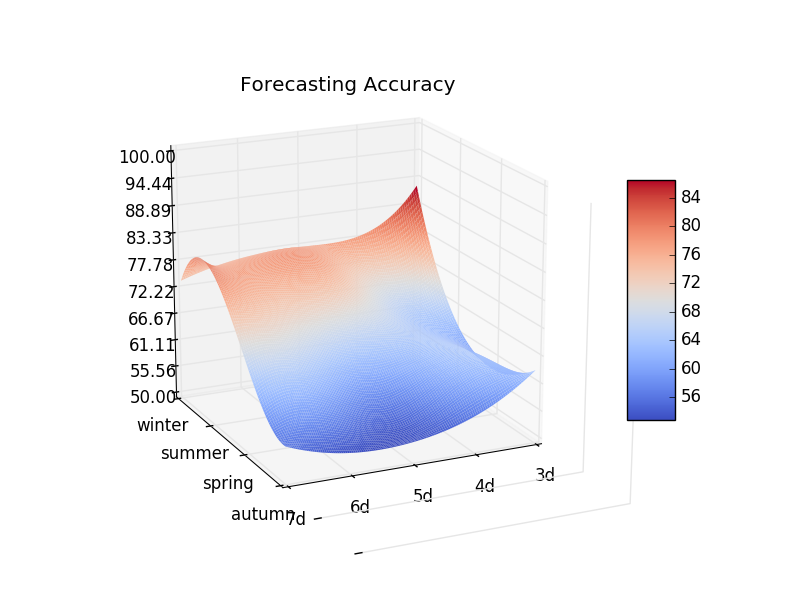 Forecasting Accuracy
100.00
94.44
88.89
83.33
77.78
72.22
66.67
61.11
55.56
50.00
winter
summer
spring
autumn
7d
6d
5d
4d
3d
84
80
76
72
68
64
60
56